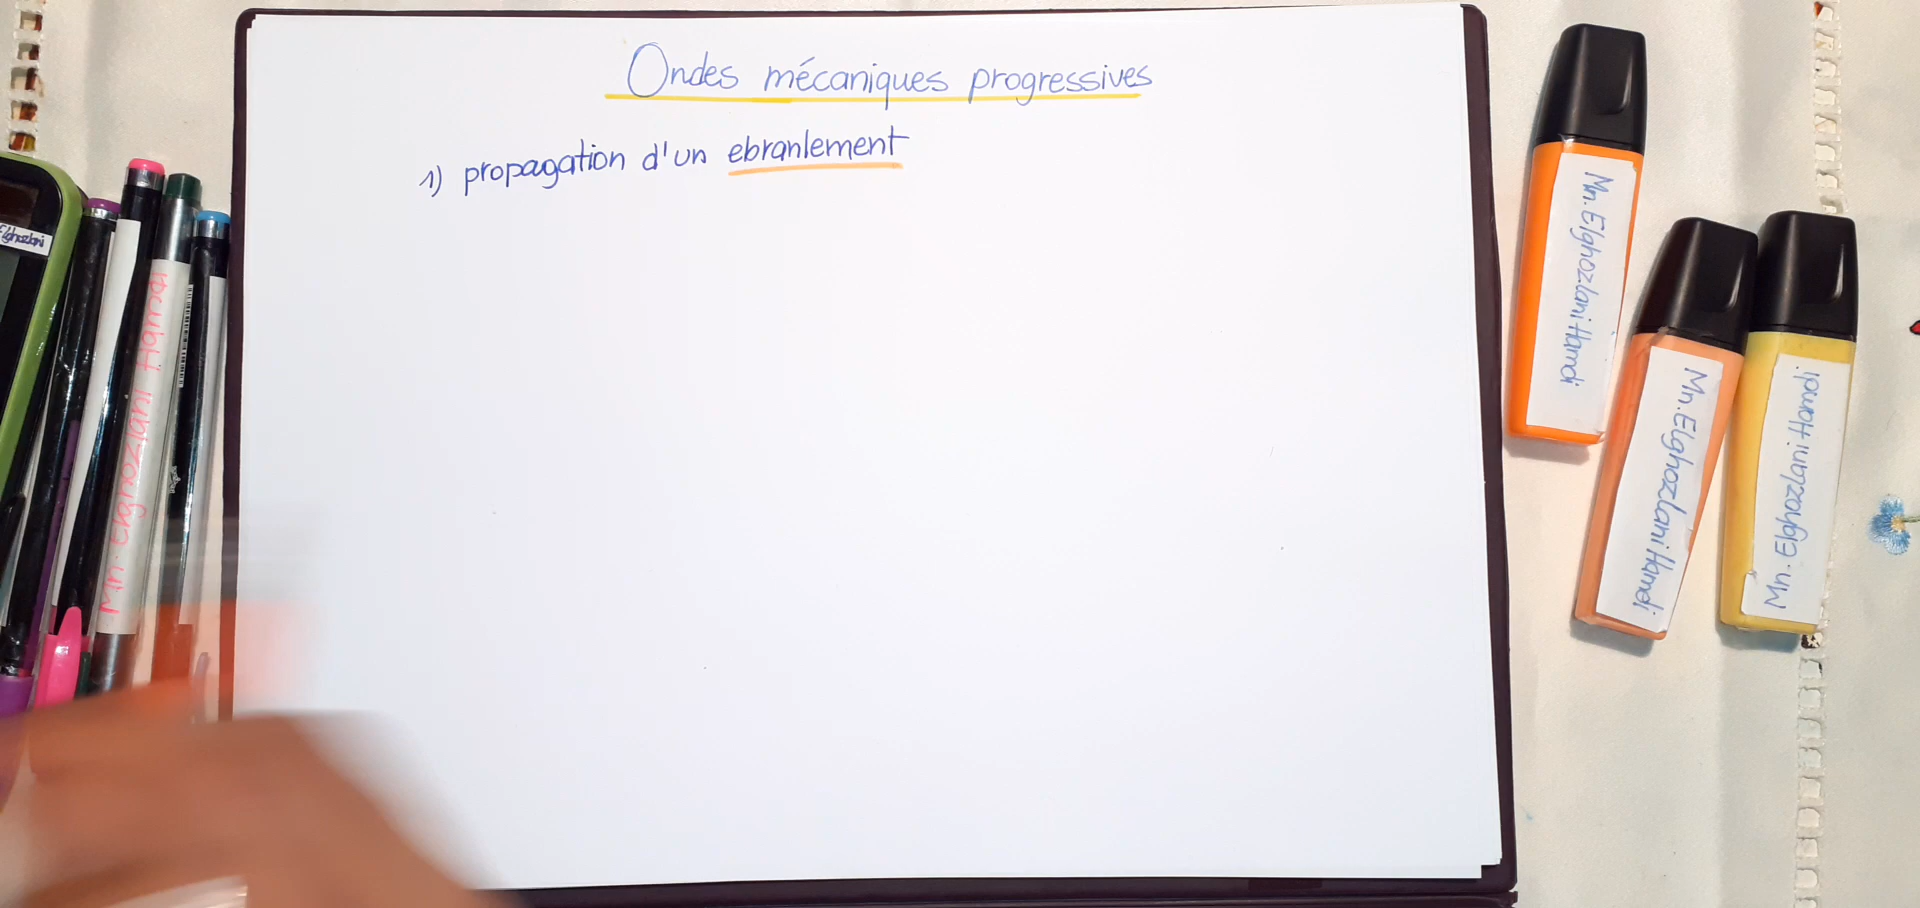 Ondes mécaniques progressives
1) propagation d'un ebranlement
Elghozlani
Mn. Elghozlani Hamdi
Mn. Elghozlani Hamdi
Mn. Elghozlani Hamdi
Mn. Elghozlani Hamdi